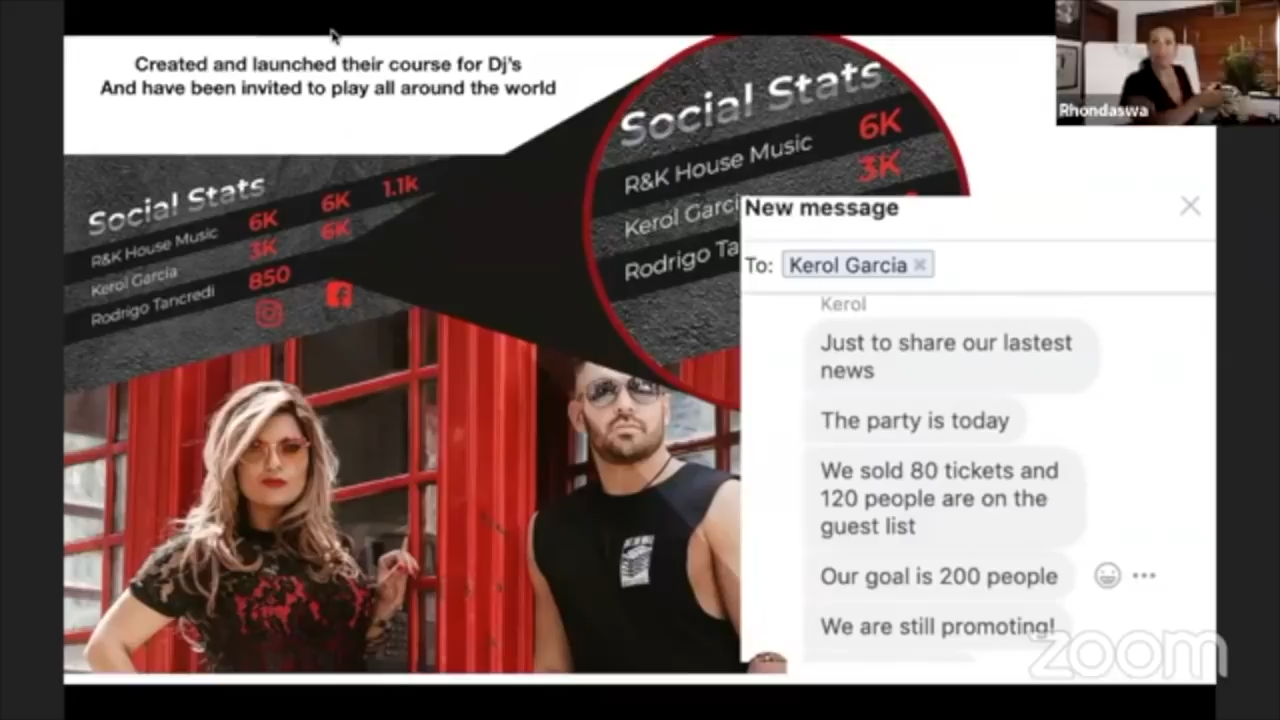 Created and launched their course for Dj's
And have been invited to play all around the world
Rhondaswa
Social Stats
R&K House Music 6K 6K 1.1k
Kerol Garcia 3K 6K
Rodrigo Tancredi 850
Social Stats
R&K House Music 6K
Kerol Garci 3K
Rodrigo Ta
New message
To: Kerol Garcia
Kerol
Just to share our lastest
news
The party is today
We sold 80 tickets and
120 people are on the
guest list
Our goal is 200 people
We are still promoting!
zoom